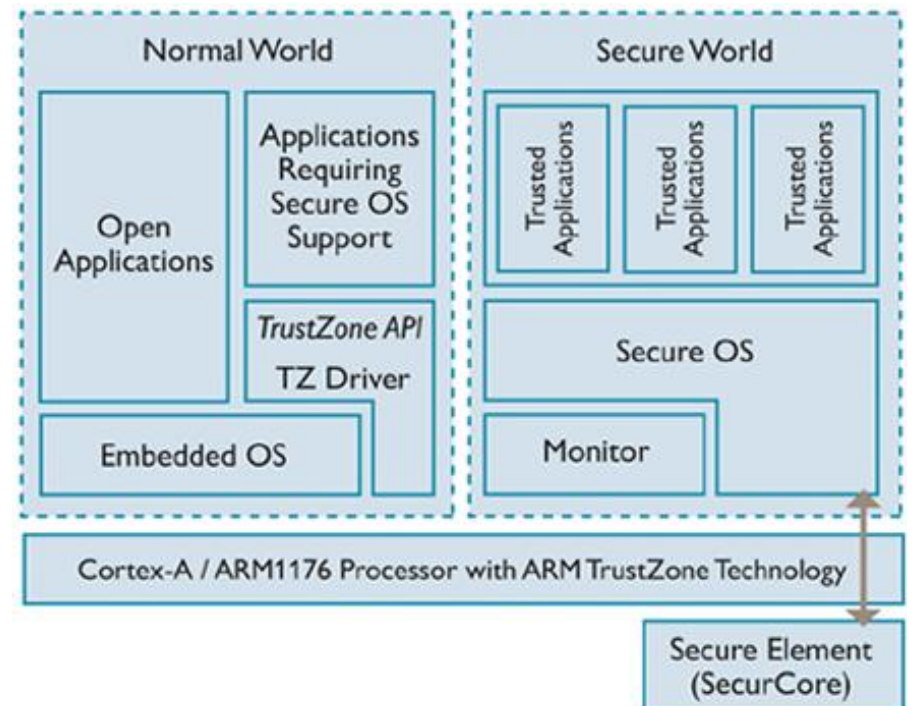 Normal World
Open
Applications
Applications
Requiring
Secure OS
Support
TrustZone API
TZ Driver
Embedded OS
Secure World
Trusted
Applications
Trusted
Applications
Trusted
Applications
Secure OS
Monitor
Cortex-A / ARM1176 Processor with ARM TrustZone Technology
Secure Element
(SecurCore)